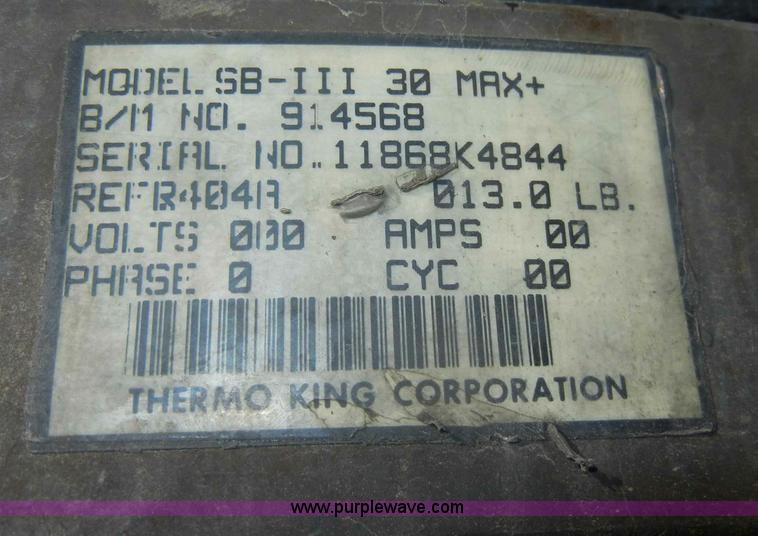 MODEL SB-III 30 MAX+
B/M NO. 914568
SERIAL NO. 11868K4844
REFR404A 013.0 LB.
VOLTS 000 AMPS 00
PHASE 0 CYC 00
THERMO KING CORPORATION
www.purplewave.com